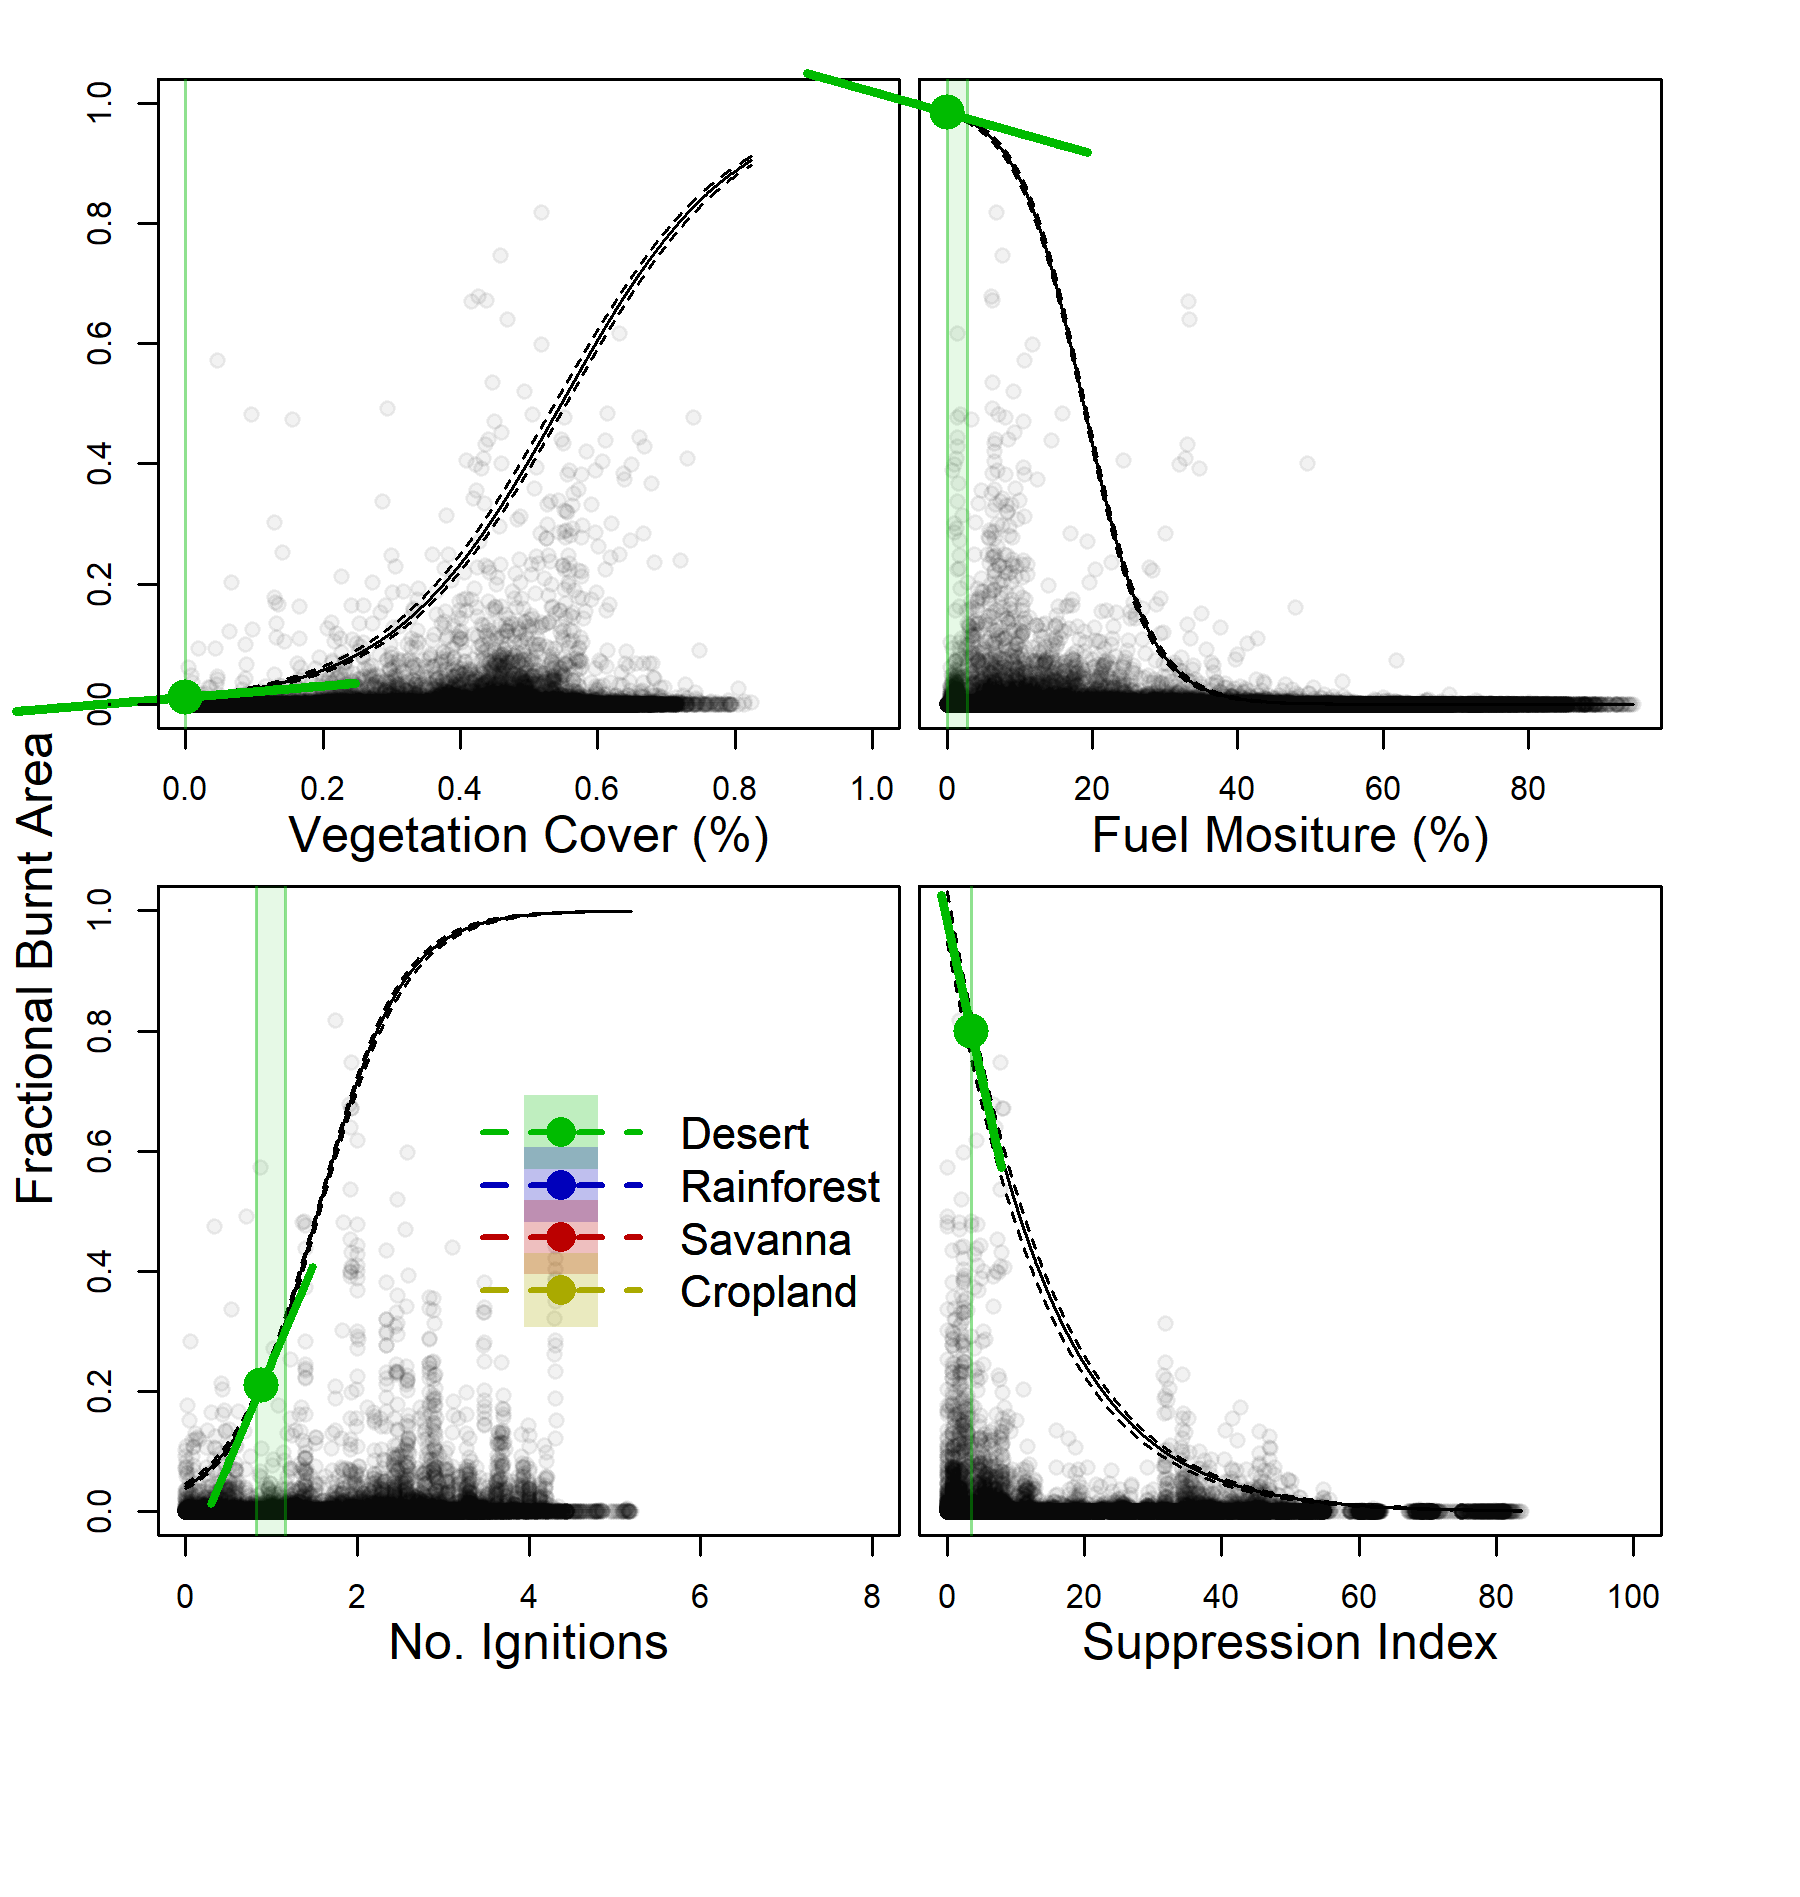 Fractional Burnt Area
0.0 0.2 0.4 0.6 0.8 1.0
0.0 0.2 0.4 0.6 0.8 1.0
Vegetation Cover (%)
0 20 40 60 80
Fuel Mositure (%)
0.0 0.2 0.4 0.6 0.8 1.0
Desert
Rainforest
Savanna
Cropland
0 2 4 6 8
No. Ignitions
0 20 40 60 80 100
Suppression Index